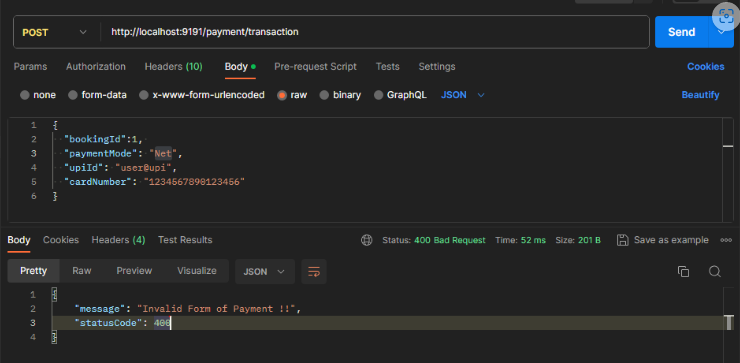 POST http://localhost:9191/payment/transaction Send
Params Authorization Headers (10) Body Pre-request Script Tests Settings Cookies
none form-data x-www-form-urlencoded raw binary GraphQL JSON Beautify
1 {
2 "bookingId":1,
3 "paymentMode": "Net",
4 "upiId": "user@upi",
5 "cardNumber": "1234567890123456"
6 }
Body Cookies Headers (4) Test Results Status: 400 Bad Request Time: 52 ms Size: 201 B Save as example
Pretty Raw Preview Visualize JSON
1 {
2 "message": "Invalid Form of Payment !!",
3 "statusCode": 400
4 }